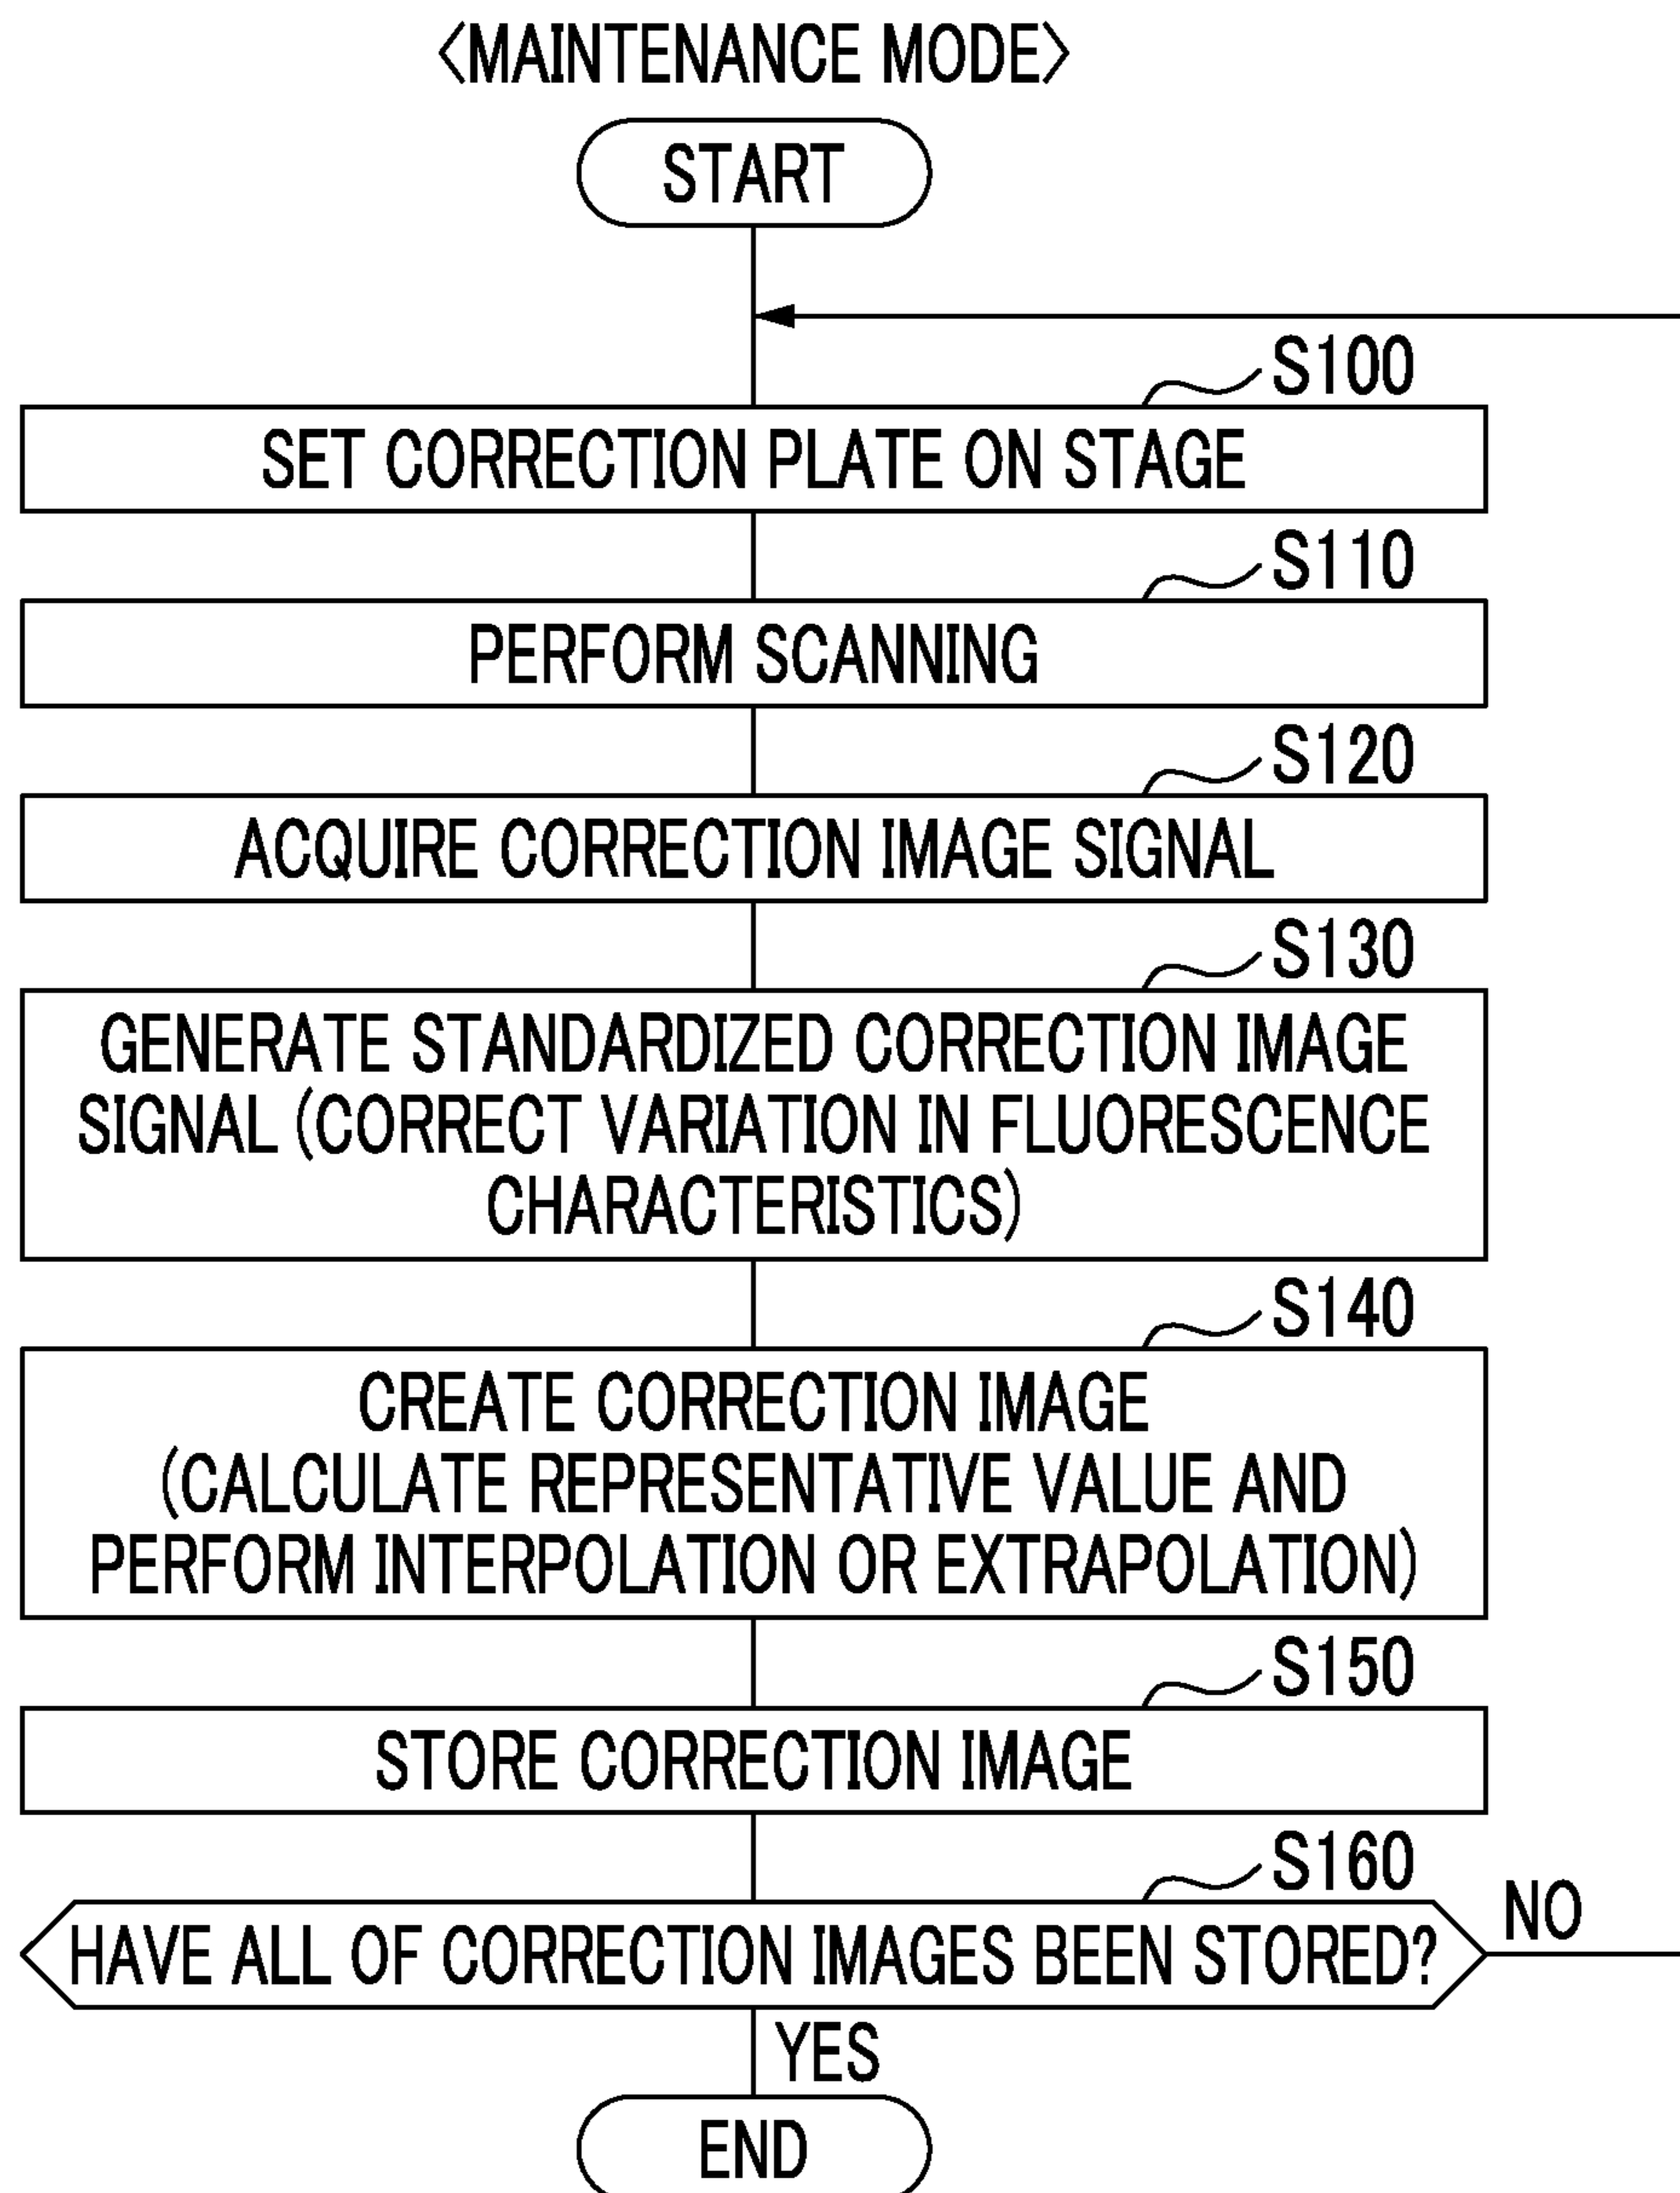 <MAINTENANCE MODE>
START
S100
SET CORRECTION PLATE ON STAGE
S110
PERFORM SCANNING
S120
ACQUIRE CORRECTION IMAGE SIGNAL
S130
GENERATE STANDARDIZED CORRECTION IMAGE
SIGNAL (CORRECT VARIATION IN FLUORESCENCE
CHARACTERISTICS)
S140
CREATE CORRECTION IMAGE
(CALCULATE REPRESENTATIVE VALUE AND
PERFORM INTERPOLATION OR EXTRAPOLATION)
S150
STORE CORRECTION IMAGE
S160
HAVE ALL OF CORRECTION IMAGES BEEN STORED?
NO
YES
END